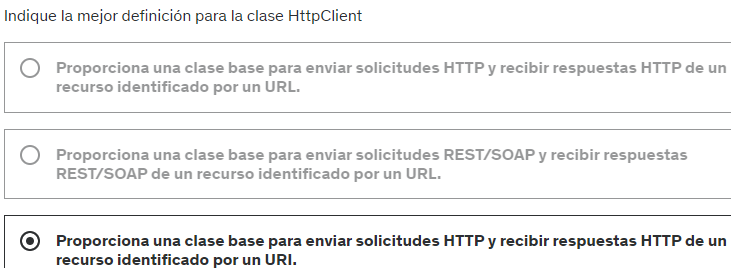 Indique la mejor definición para la clase HttpClient
Proporciona una clase base para enviar solicitudes HTTP y recibir respuestas HTTP de un
recurso identificado por un URL.
Proporciona una clase base para enviar solicitudes REST/SOAP y recibir respuestas
REST/SOAP de un recurso identificado por un URL.
Proporciona una clase base para enviar solicitudes HTTP y recibir respuestas HTTP de un
recurso identificado por un URI.